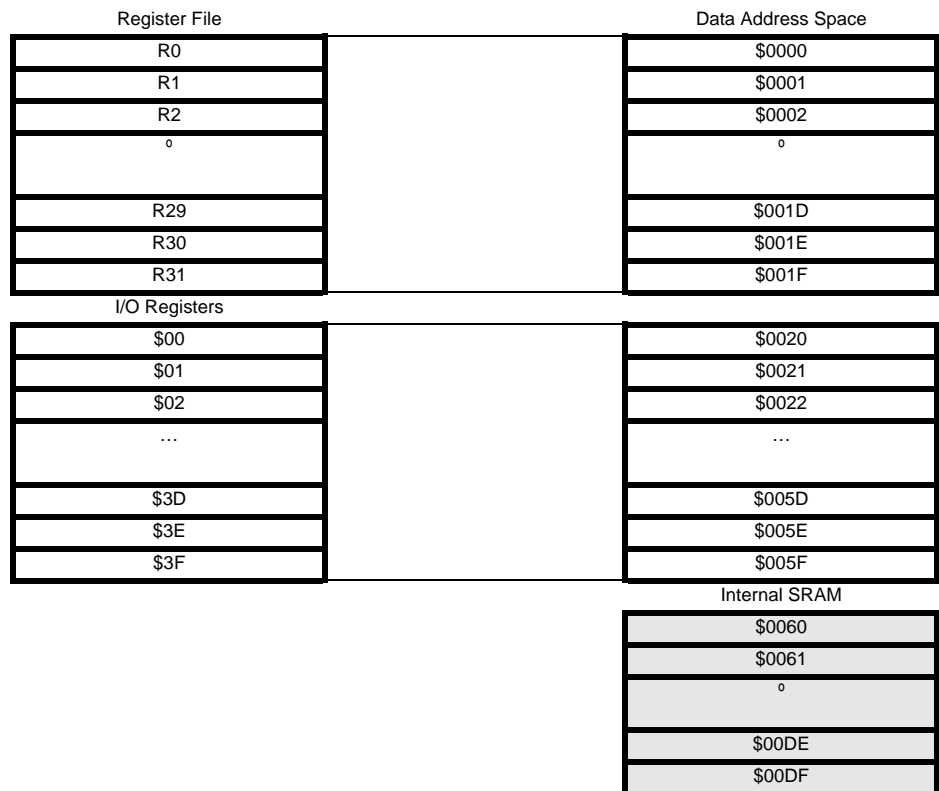 Register File Data Address Space
R0 $0000
R1 $0001
R2 $0002
º º
R29 $001D
R30 $001E
R31 $001F
I/O Registers
$00 $0020
$01 $0021
$02 $0022
… …
$3D $005D
$3E $005E
$3F $005F
Internal SRAM
$0060
$0061
º
$00DE
$00DF